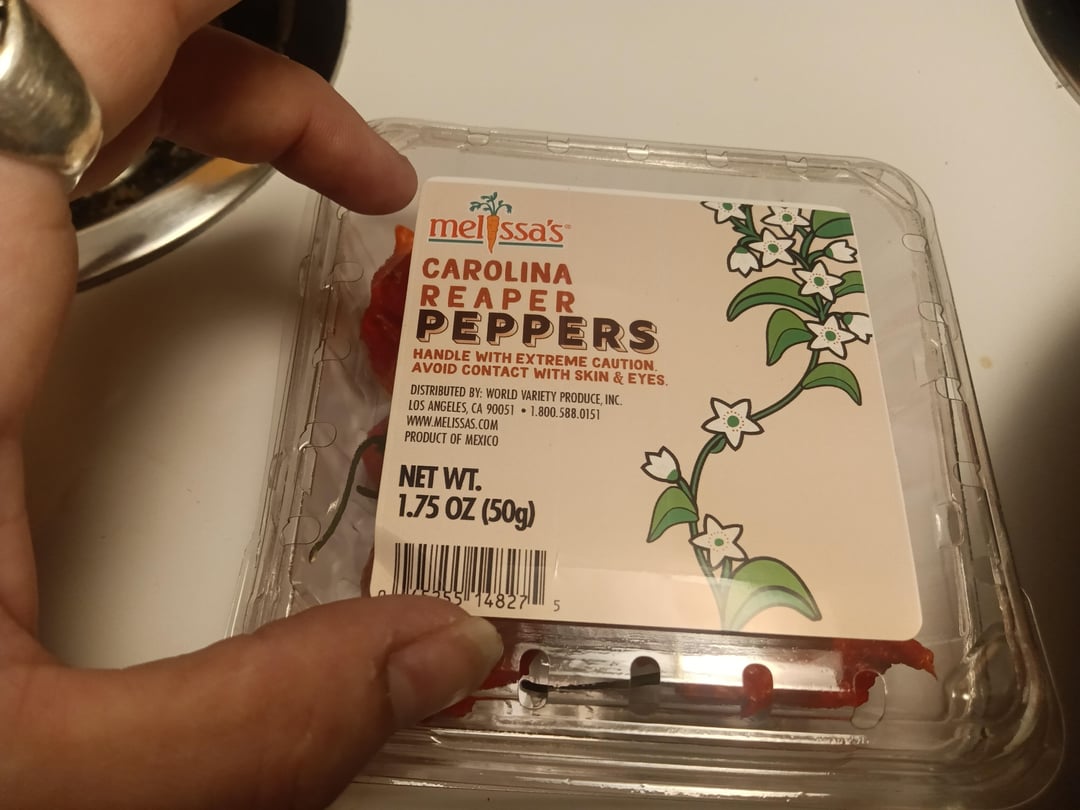 melissa's®
CAROLINA
REAPER
PEPPERS
HANDLE WITH EXTREME CAUTION.
AVOID CONTACT WITH SKIN & EYES.
DISTRIBUTED BY: WORLD VARIETY PRODUCE, INC.
LOS ANGELES, CA 90051 • 1.800.588.0151
WWW.MELISSAS.COM
PRODUCT OF MEXICO
NET WT.
1.75 OZ (50g)
14827 5